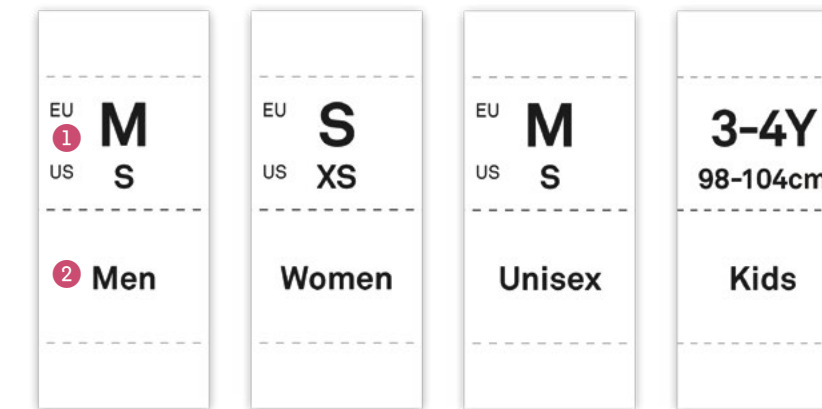 EU M
1
US S
2 Men
EU S
US XS
Women
EU M
US S
Unisex
3-4Y
98-104cm
Kids